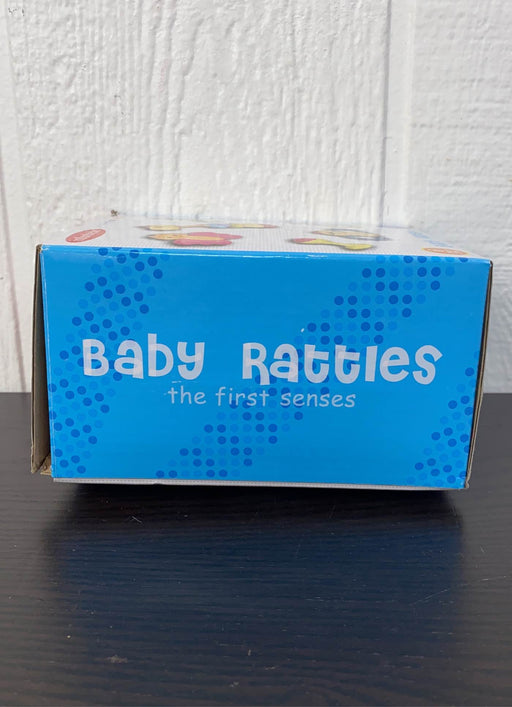 Baby Rattles
the first senses